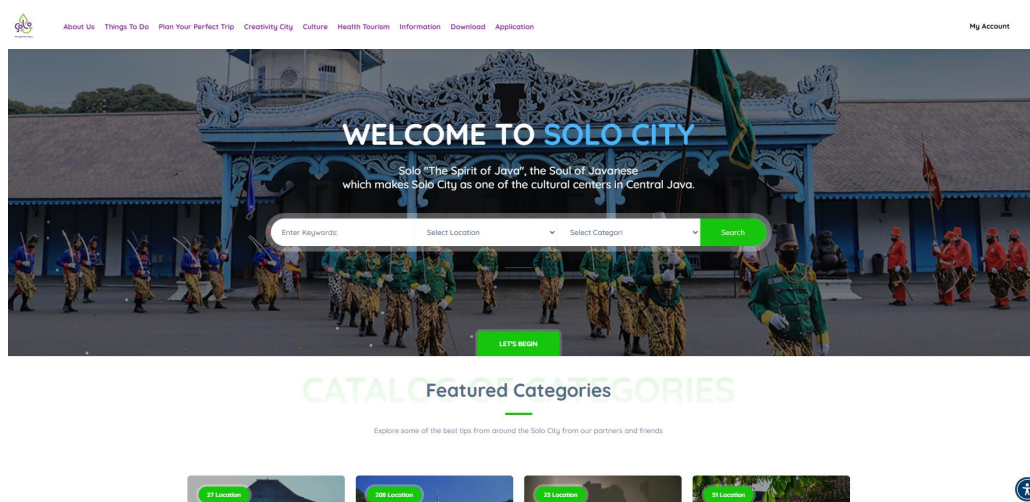 Solo
About Us Things To Do Plan Your Perfect Trip Creativity City Culture Health Tourism Information Download Application
My Account
WELCOME TO SOLO CITY
Solo "The Spirit of Java", the Soul of Javanese
which makes Solo City as one of the cultural centers in Central Java.
Enter Keywords: Select Location Select Categori Search
LET'S BEGIN
CATALOG OF CATEGORIES
Featured Categories
Explore some of the best tips from around the Solo City from our partners and friends
27 Location 208 Location 23 Location 51 Location